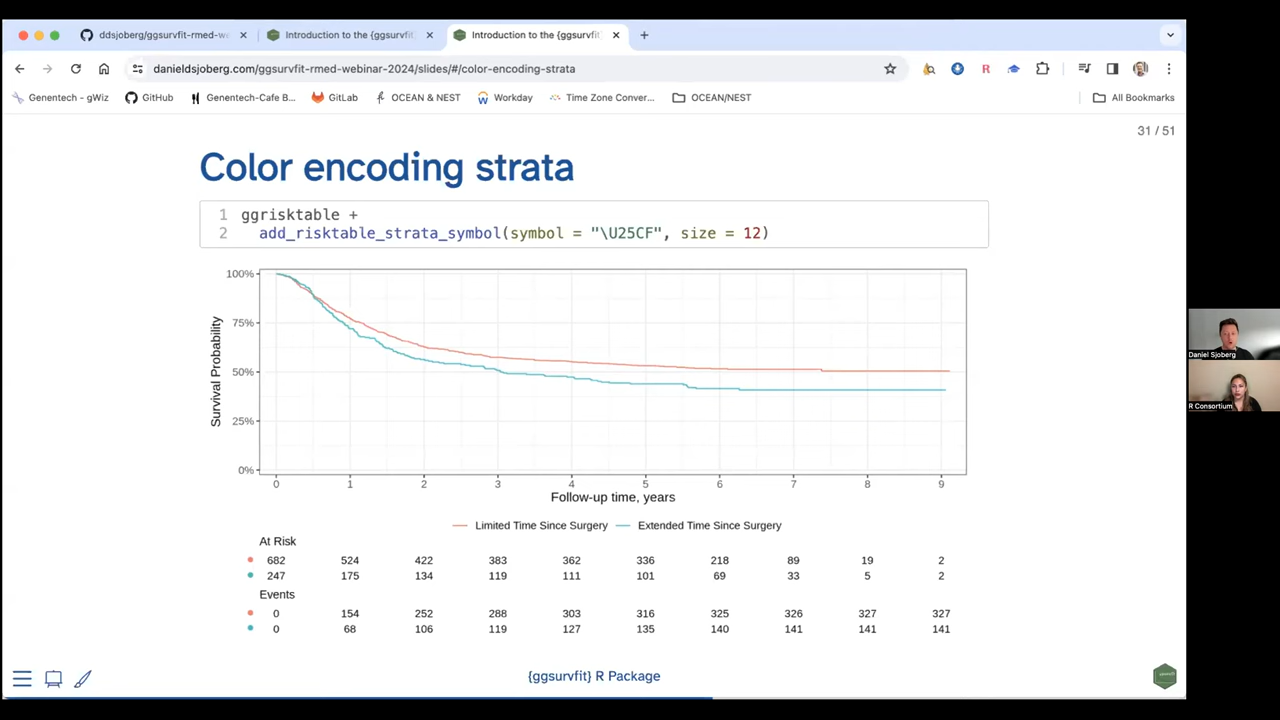 ddsjoberg/ggsurvfit-rmed-we
Introduction to the {ggsurvfit}
Introduction to the {ggsurvfit}
danieldsjoberg.com/ggsurvfit-rmed-webinar-2024/slides/#/color-encoding-strata
Genentech - gWiz
GitHub
Genentech-Cafe B...
GitLab
OCEAN & NEST
Workday
Time Zone Conver...
OCEAN/NEST
All Bookmarks
31 / 51
Color encoding strata
1 ggrisktable +
2 add_risktable_strata_symbol(symbol = "\U25CF", size = 12)
100%
75%
50%
25%
0%
Survival Probability
0 1 2 3 4 5 6 7 8 9
Follow-up time, years
Limited Time Since Surgery Extended Time Since Surgery
At Risk
682 524 422 383 362 336 218 89 19 2
247 175 134 119 111 101 69 33 5 2
Events
0 154 252 288 303 316 325 326 327 327
0 68 106 119 127 135 140 141 141 141
{ggsurvfit} R Package
Daniel Sjoberg
R Consortium